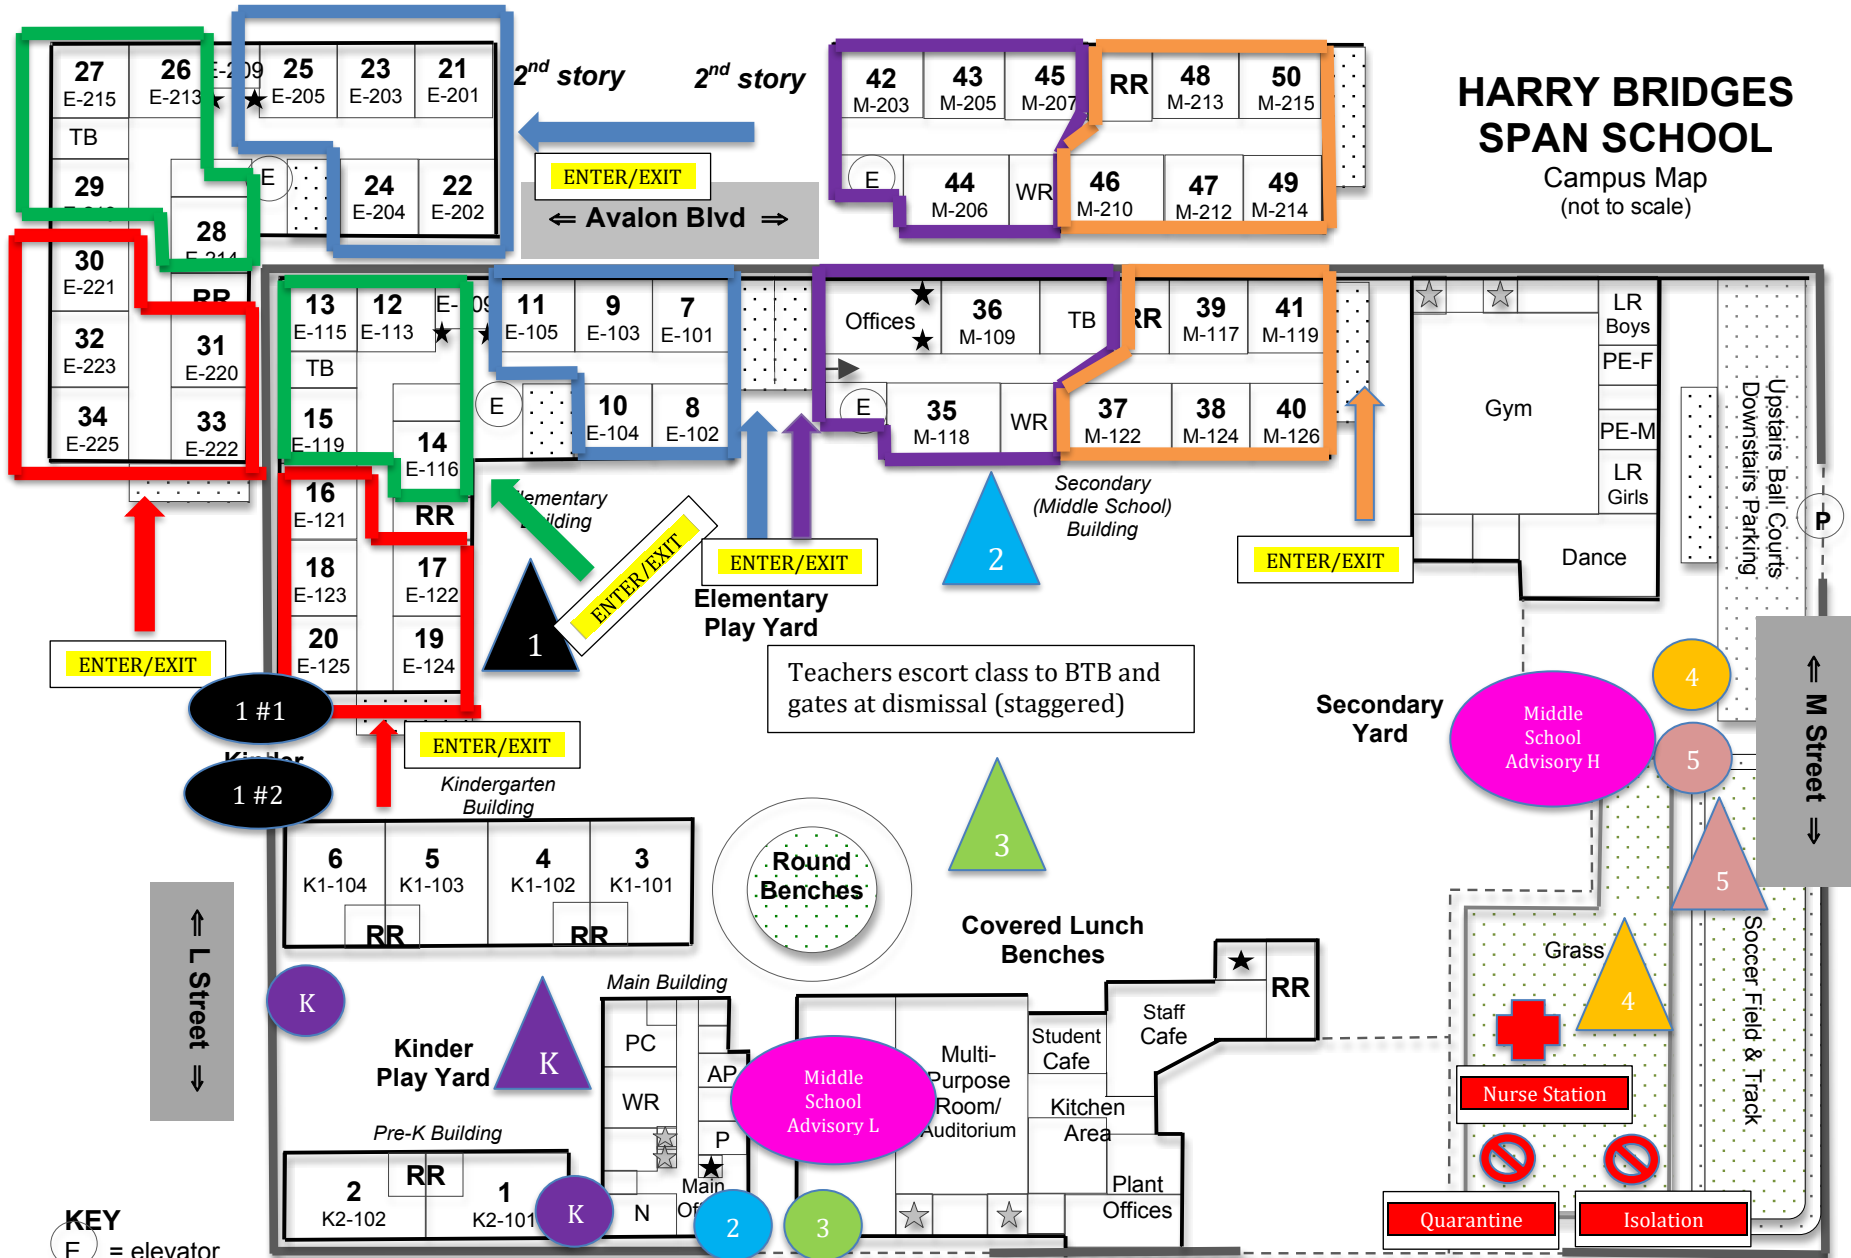 HARRY BRIDGES
SPAN SCHOOL
Campus Map
(not to scale)
2nd story
2nd story
27
E-215
26
E-213
E-209
25
E-205
23
E-203
21
E-201
TB
29
28
E-214
E
24
E-204
22
E-202
ENTER/EXIT
⇐ Avalon Blvd ⇒
42
M-203
43
M-205
45
M-207
RR
48
M-213
50
M-215
E
44
M-206
WR
46
M-210
47
M-212
49
M-214
30
E-221
RR
32
E-223
31
E-220
34
E-225
33
E-222
ENTER/EXIT
13
E-115
12
E-113
11
E-105
9
E-103
7
E-101
TB
15
E-119
14
E-116
E
10
E-104
8
E-102
16
E-121
RR
18
E-123
17
E-122
20
E-125
19
E-124
Elementary
Building
ENTER/EXIT
1
ENTER/EXIT
Elementary
Play Yard
Offices
36
M-109
TB
RR
39
M-117
41
M-119
E
35
M-118
WR
37
M-122
38
M-124
40
M-126
2
Secondary
(Middle School)
Building
ENTER/EXIT
Gym
LR
Boys
PE-F
PE-M
LR
Girls
Dance
Upstairs Ball Courts
Downstairs Parking
P
⇐ M Street ⇒
Teachers escort class to BTB and
gates at dismissal (staggered)
1 #1
Kinder
1 #2
ENTER/EXIT
Kindergarten
Building
6
K1-104
5
K1-103
4
K1-102
3
K1-101
RR
RR
Round
Benches
3
Secondary
Yard
Middle
School
Advisory H
4
5
5
Grass
4
Soccer Field & Track
Nurse Station
Quarantine
Isolation
⇐ L Street ⇒
K
Kinder
Play Yard
K
Main Building
PC
AP
WR
P
Main
N
Middle
School
Advisory L
Covered Lunch
Benches
Multi-
Purpose
Room/
Auditorium
Student
Cafe
Staff
Cafe
RR
Kitchen
Area
Plant
Offices
Pre-K Building
RR
2
K2-102
1
K2-101
K
2
3
KEY
E = elevator